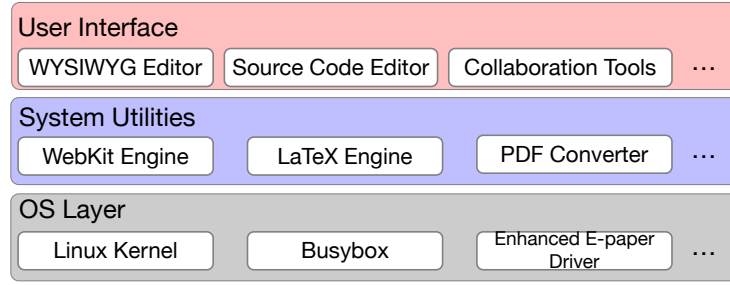 User Interface
WYSIWYG Editor Source Code Editor Collaboration Tools ...
System Utilities
WebKit Engine LaTeX Engine PDF Converter ...
OS Layer
Linux Kernel Busybox Enhanced E-paper Driver ...